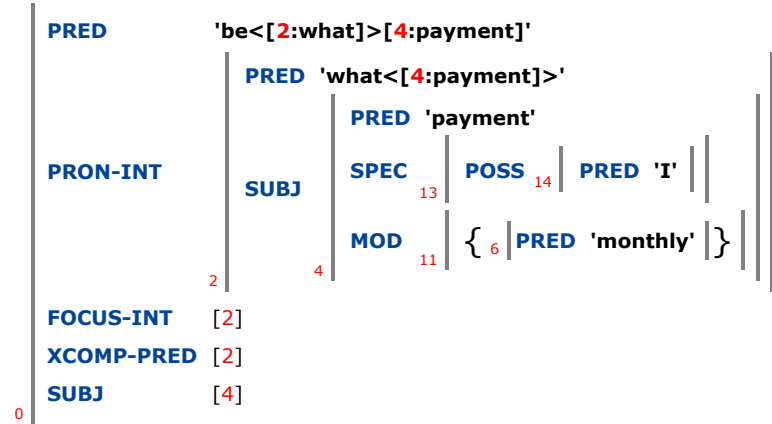 PRED 'be<[2:what]>[4:payment]'
PRED 'what<[4:payment]>'
PRED 'payment'
PRON-INT SUBJ SPEC 13 POSS 14 PRED 'I'
MOD 11 { 6 PRED 'monthly' }
2 4
FOCUS-INT [2]
XCOMP-PRED [2]
SUBJ [4]
0